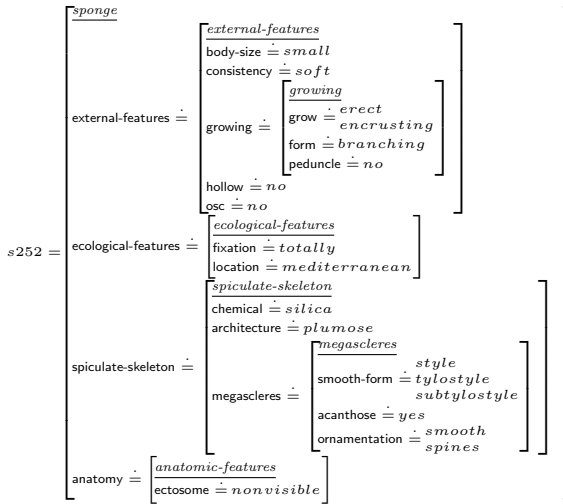 sponge
external-features
body-size ≐ small
consistency ≐ soft
external-features ≐
growing
grow ≐ erect
encrusting
growing ≐
form ≐ branching
peduncle ≐ no
hollow ≐ no
osc ≐ no
ecological-features
s252 = ecological-features ≐ fixation ≐ totally
location ≐ mediterranean
spiculate-skeleton
chemical ≐ silica
architecture ≐ plumose
megascleres
style
spiculate-skeleton ≐ smooth-form ≐ tylostyle
subtylostyle
megascleres ≐
acanthose ≐ yes
ornamentation ≐ smooth
spines
anatomic-features
anatomy ≐
ectosome ≐ nonvisible